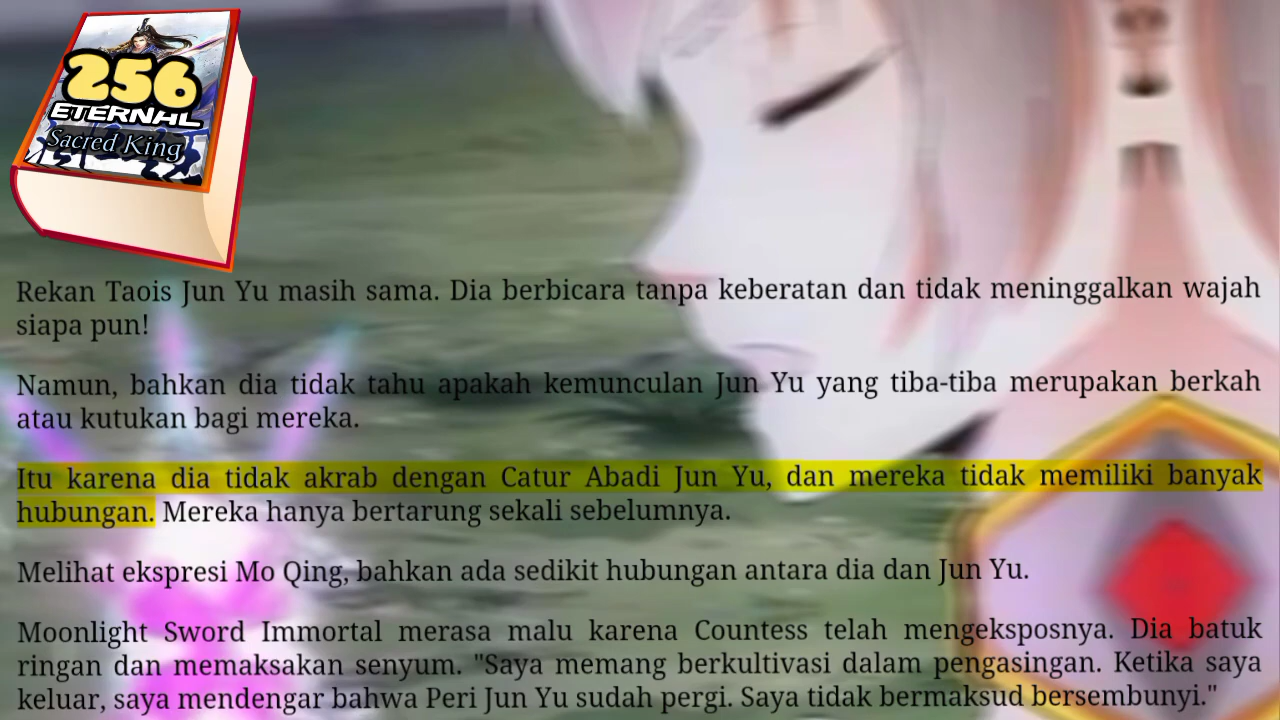 256
ETERNAL
Sacred King
Rekan Taois Jun Yu masih sama. Dia berbicara tanpa keberatan dan tidak meninggalkan wajah
siapa pun!
Namun, bahkan dia tidak tahu apakah kemunculan Jun Yu yang tiba-tiba merupakan berkah
atau kutukan bagi mereka.
Itu karena dia tidak akrab dengan Catur Abadi Jun Yu, dan mereka tidak memiliki banyak
hubungan. Mereka hanya bertarung sekali sebelumnya.
Melihat ekspresi Mo Qing, bahkan ada sedikit hubungan antara dia dan Jun Yu.
Moonlight Sword Immortal merasa malu karena Countess telah mengeksposnya. Dia batuk
ringan dan memaksakan senyum. "Saya memang berkultivasi dalam pengasingan. Ketika saya
keluar, saya mendengar bahwa Peri Jun Yu sudah pergi. Saya tidak bermaksud bersembunyi."